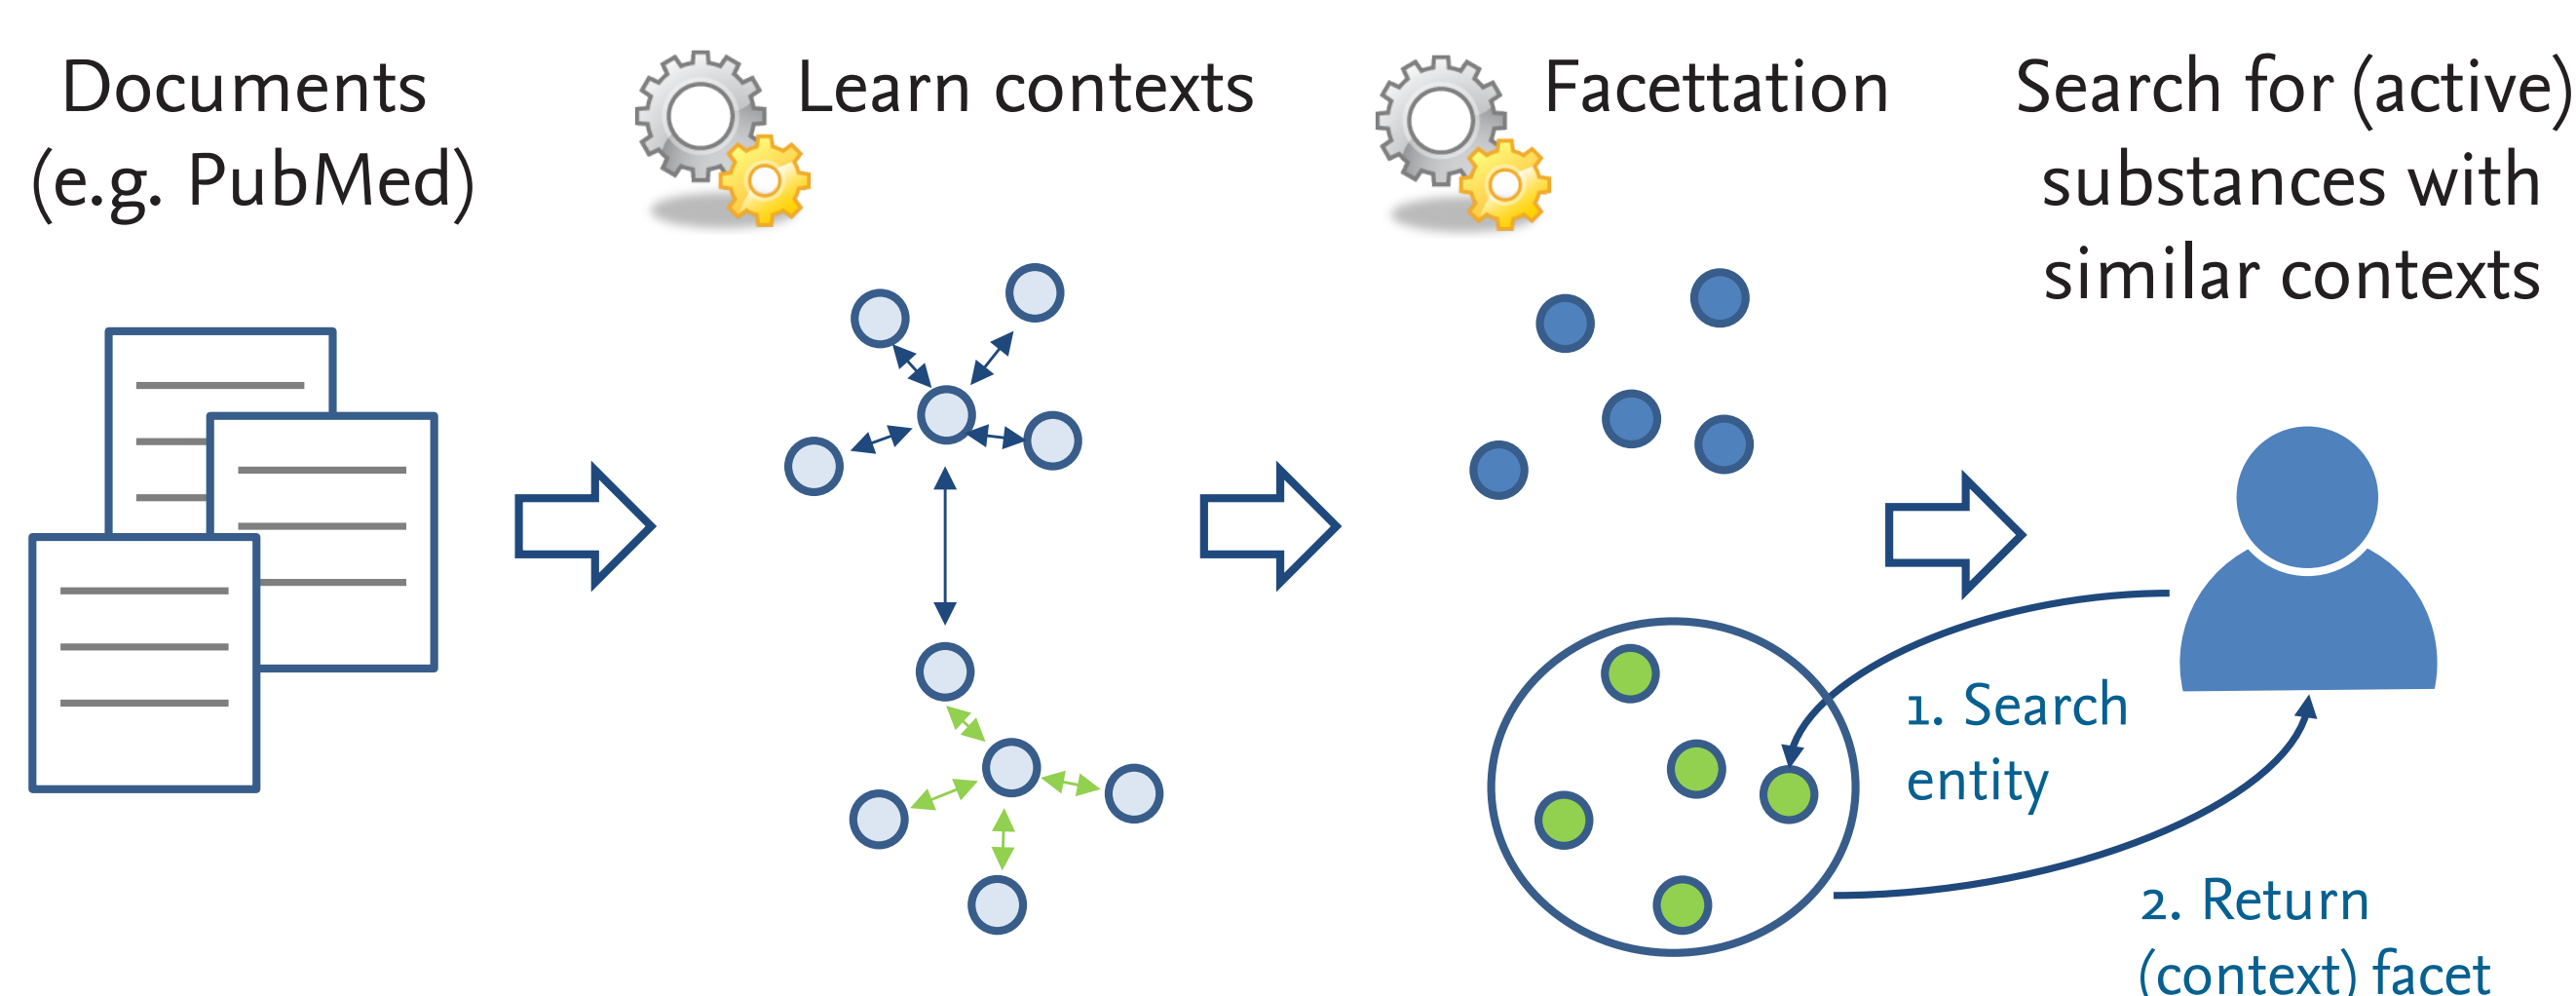 Documents
(e.g. PubMed)
Learn contexts
Facettation
Search for (active)
substances with
similar contexts
1. Search
entity
2. Return
(context) facet